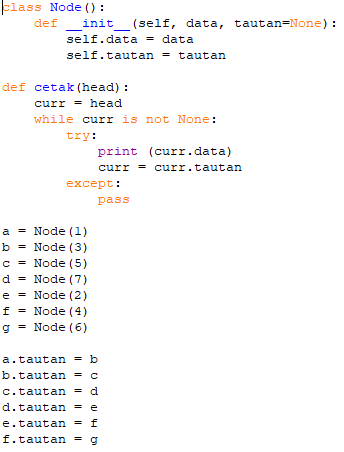 class Node():
    def __init__(self, data, tautan=None):
        self.data = data
        self.tautan = tautan

def cetak(head):
    curr = head
    while curr is not None:
        try:
            print (curr.data)
            curr = curr.tautan
        except:
            pass

a = Node(1)
b = Node(3)
c = Node(5)
d = Node(7)
e = Node(2)
f = Node(4)
g = Node(6)

a.tautan = b
b.tautan = c
c.tautan = d
d.tautan = e
e.tautan = f
f.tautan = g